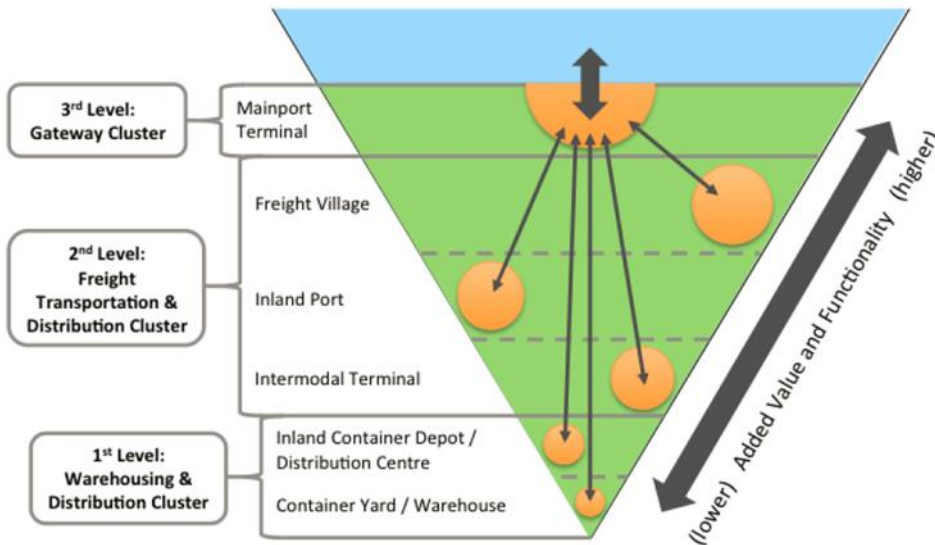 3rd Level:
Gateway Cluster
Mainport
Terminal
2nd Level:
Freight
Transportation &
Distribution Cluster
Freight Village
Inland Port
Intermodal Terminal
1st Level:
Warehousing &
Distribution Cluster
Inland Container Depot /
Distribution Centre
Container Yard / Warehouse
(lower) Added Value and Functionality (higher)